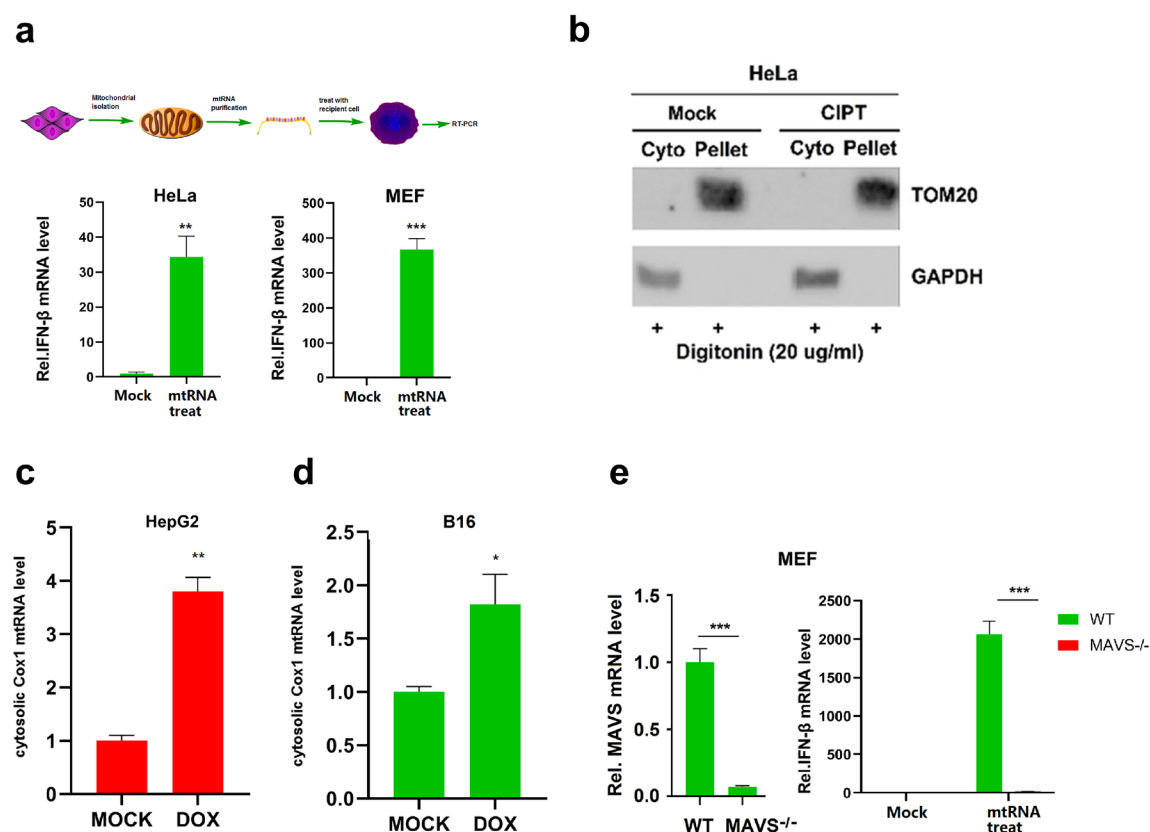 a
Mitochondrial
isolation
mtRNA
purification
treat with
recipient cell
RT-PCR
HeLa
Rel.IFN-β mRNA level
50
40
30
20
10
0
**
Mock
mtRNA
treat
MEF
Rel.IFN-β mRNA level
500
400
300
200
100
0
***
Mock
mtRNA
treat
b
HeLa
Mock CIPT
Cyto Pellet Cyto Pellet
TOM20
GAPDH
+ + + +
Digitonin (20 ug/ml)
c
HepG2
cytosolic Cox1 mtRNA level
5
4
3
2
1
0
**
MOCK DOX
d
B16
cytosolic Cox1 mtRNA level
2.5
2.0
1.5
1.0
0.5
0.0
*
MOCK DOX
e
MEF
Rel. MAVS mRNA level
1.5
1.0
0.5
0.0
***
WT MAVS-/-
Rel.IFN-β mRNA level
2500
2000
1500
1000
500
0
***
Mock
mtRNA
treat
WT
MAVS-/-